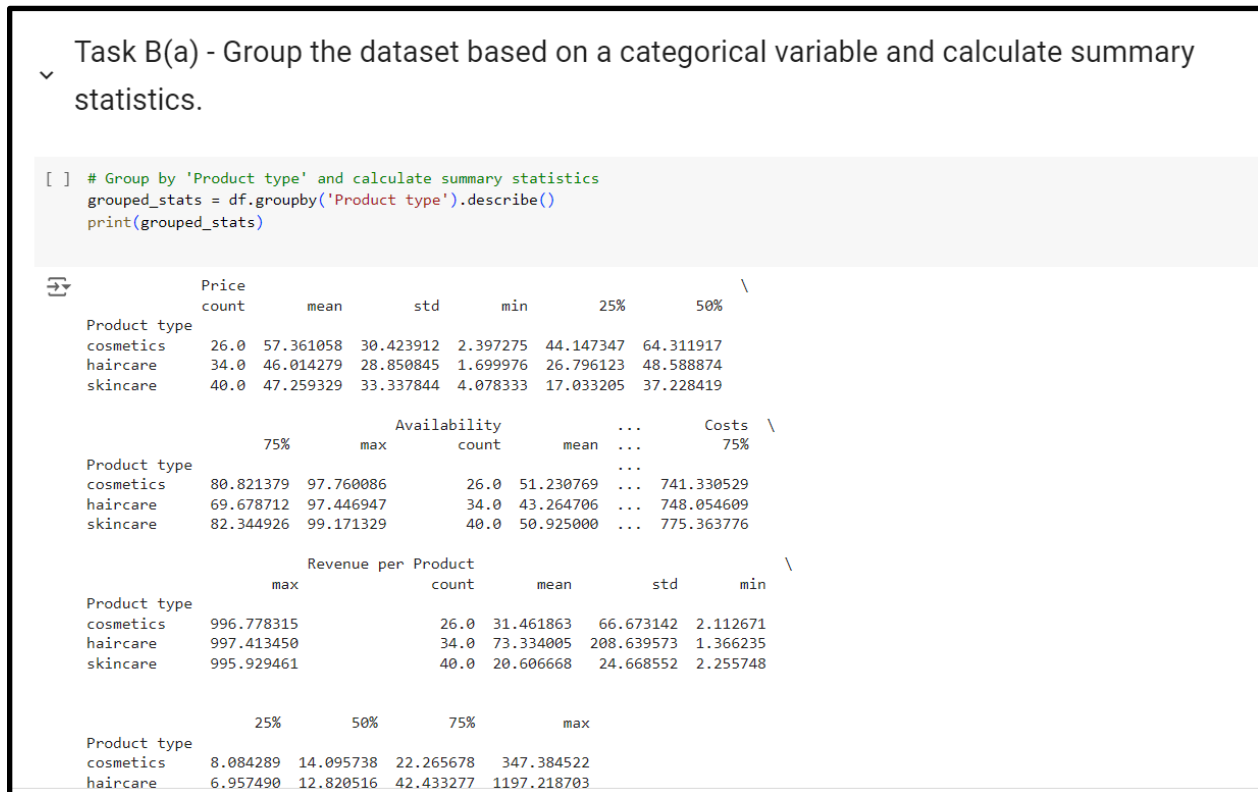 Task B(a) - Group the dataset based on a categorical variable and calculate summary
statistics.
[ ] # Group by 'Product type' and calculate summary statistics
grouped_stats = df.groupby('Product type').describe()
print(grouped_stats)
Price \
count mean std min 25% 50%
Product type
cosmetics 26.0 57.361058 30.423912 2.397275 44.147347 64.311917
haircare 34.0 46.014279 28.850845 1.699976 26.796123 48.588874
skincare 40.0 47.259329 33.337844 4.078333 17.033205 37.228419
Availability ... Costs \
75% max count mean ... 75%
Product type ...
cosmetics 80.821379 97.760086 26.0 51.230769 ... 741.330529
haircare 69.678712 97.446947 34.0 43.264706 ... 748.054609
skincare 82.344926 99.171329 40.0 50.925000 ... 775.363776
Revenue per Product \
max count mean std min
Product type
cosmetics 996.778315 26.0 31.461863 66.673142 2.112671
haircare 997.413450 34.0 73.334005 208.639573 1.366235
skincare 995.929461 40.0 20.606668 24.668552 2.255748
25% 50% 75% max
Product type
cosmetics 8.084289 14.095738 22.265678 347.384522
haircare 6.957490 12.820516 42.433277 1197.218703